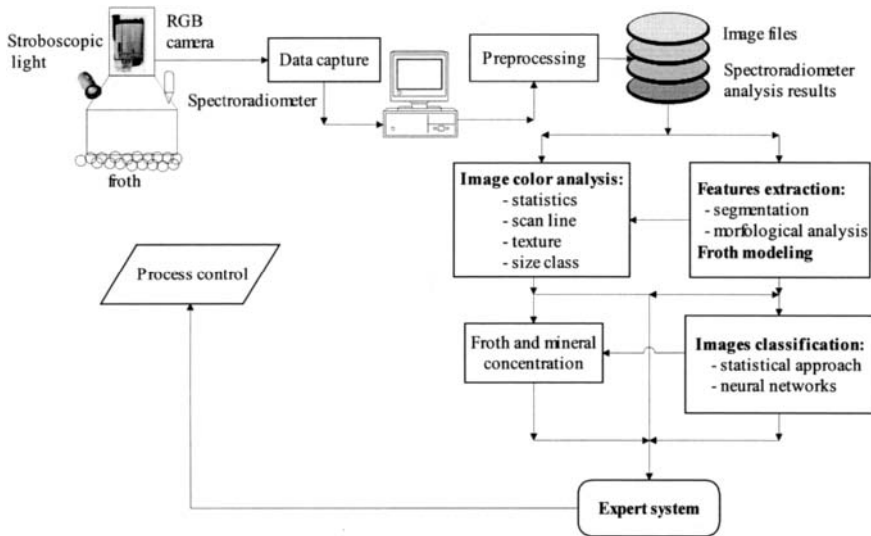 RGB
camera
Stroboscopic
light
Data capture
Spectroradiometer
froth
Preprocessing
Image files
Spectroradiometer
analysis results
Image color analysis:
- statistics
- scan line
- texture
- size class
Features extraction:
- segmentation
- morfological analysis
Froth modeling
Process control
Froth and mineral
concentration
Images classification:
- statistical approach
- neural networks
Expert system